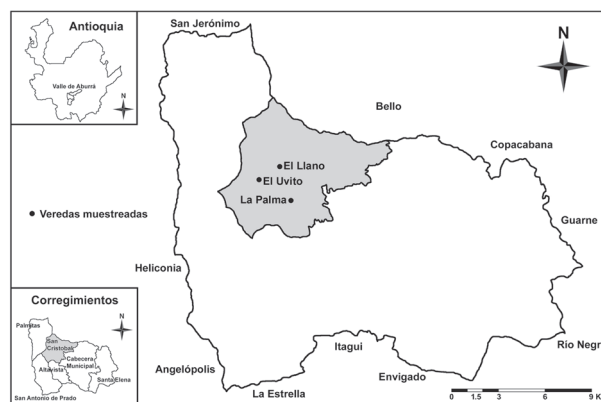 San Jerónimo
Antioquia
Valle de Aburrá
N
N
Bello
Copacabana
El Llano
El Uvito
La Palma
Veredas muestreadas
Guarne
Heliconia
Corregimientos
N
Palmitas
San Cristobal
Cabecera Municipal
Altavista
Santa Elena
San Antonio de Prado
Angelópolis
La Estrella
Itagui
Envigado
Rio Negr
0 1.5 3 6 9 K